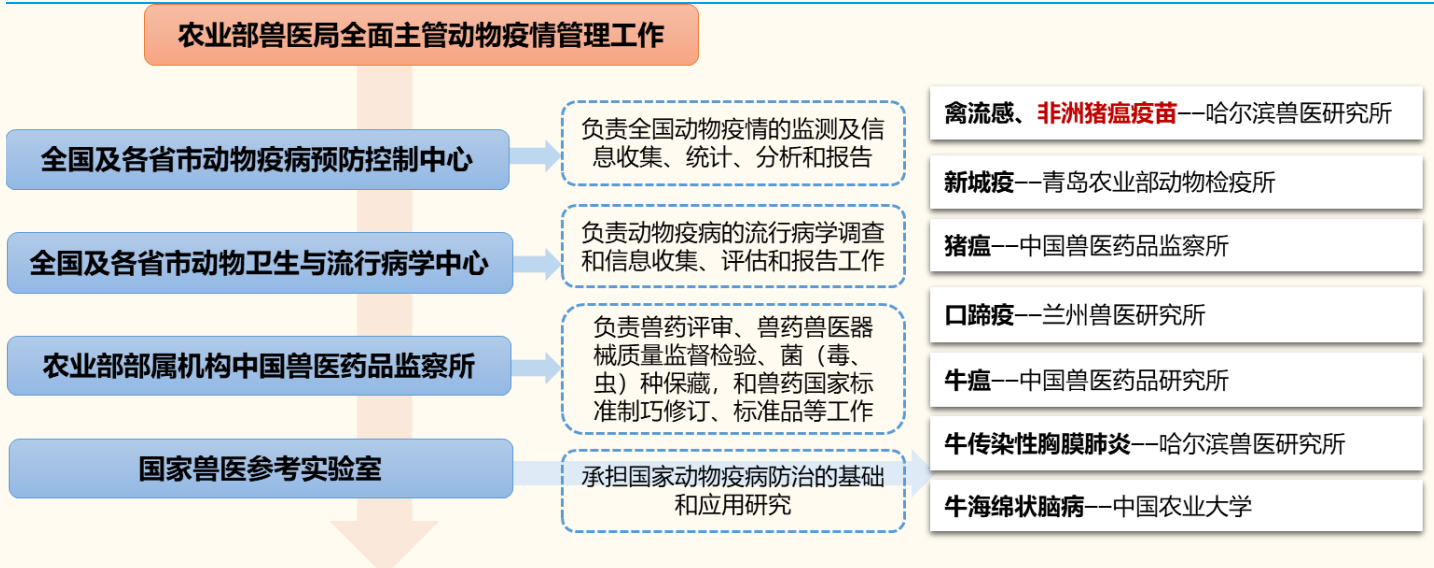 农业部兽医局全面主管动物疫情管理工作
全国及各省市动物疫病预防控制中心
负责全国动物疫情的监测及信
息收集、统计、分析和报告
全国及各省市动物卫生与流行病学中心
负责动物疫病的流行病学调查
和信息收集、评估和报告工作
农业部部属机构中国兽医药品监察所
负责兽药评审、兽药兽医器
械质量监督检验、菌（毒、
虫）种保藏，和兽药国家标
准制巧修订、标准品等工作
国家兽医参考实验室
承担国家动物疫病防治的基础
和应用研究
禽流感、非洲猪瘟疫苗—哈尔滨兽医研究所
新城疫—青岛农业部动物检疫所
猪瘟—中国兽医药品监察所
口蹄疫—兰州兽医研究所
牛瘟—中国兽医药品研究所
牛传染性胸膜肺炎—哈尔滨兽医研究所
牛海绵状脑病—中国农业大学